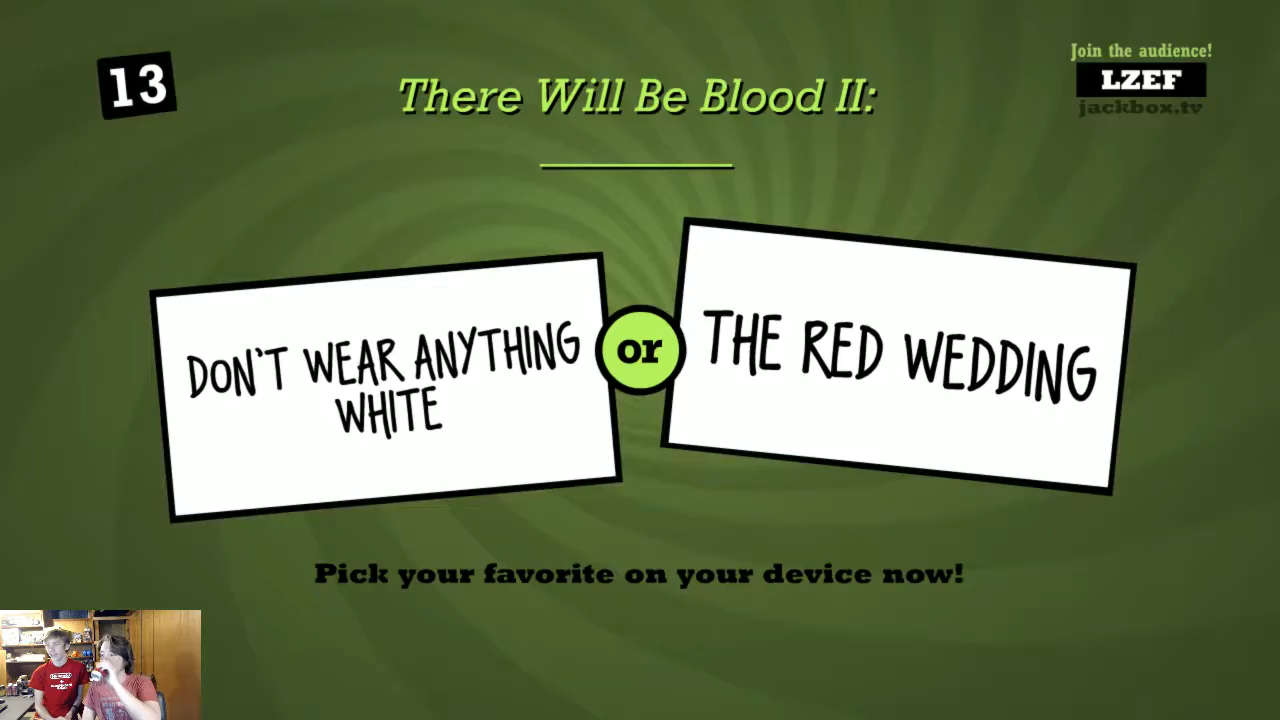 13
Join the audience!
LZEF
jackbox.tv
There Will Be Blood II:
DON'T WEAR ANYTHING
WHITE
or
THE RED WEDDING
Pick your favorite on your device now!